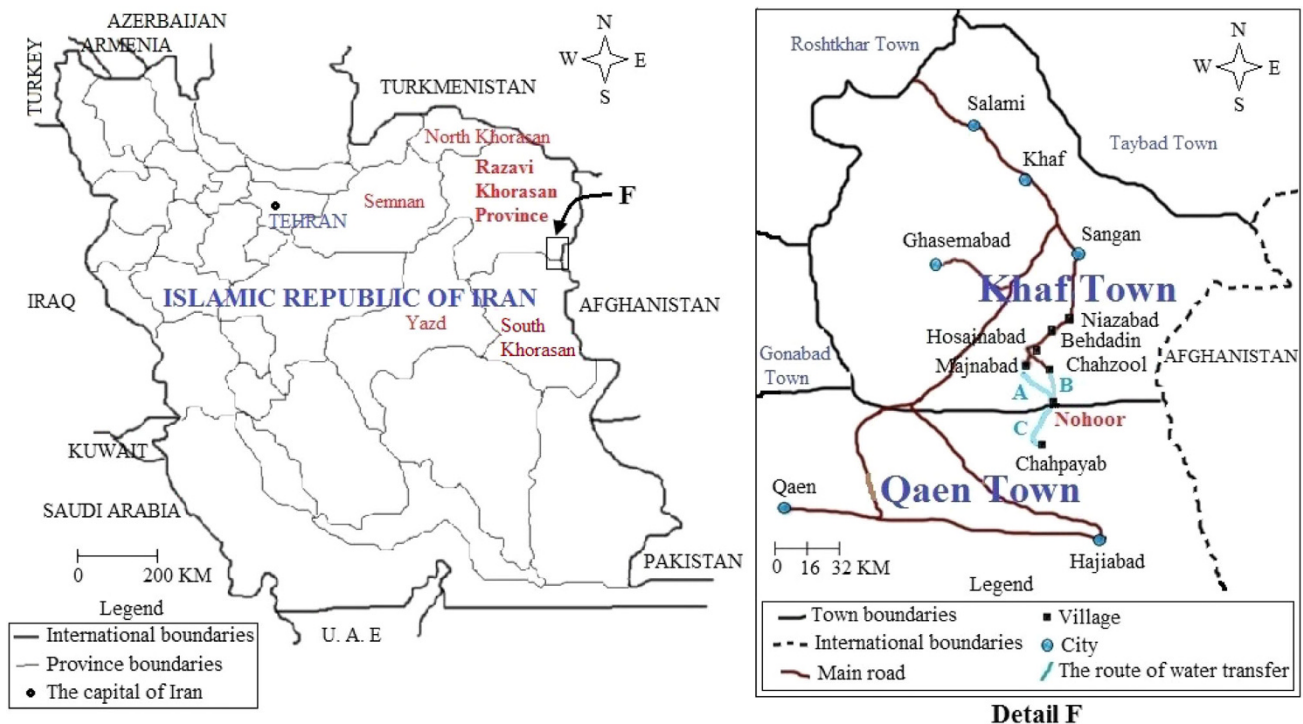 AZERBAIJAN
ARMENIA
TURKEY
TURKMENISTAN
N
W
E
S
North Khorasan
Razavi
Khorasan
Province
F
Semnan
TEHRAN
IRAQ
ISLAMIC REPUBLIC OF IRAN
AFGHANISTAN
Yazd
South
Khorasan
KUWAIT
SAUDI ARABIA
PAKISTAN
0 200 KM
U. A. E
Legend
International boundaries
Province boundaries
The capital of Iran
Roshtkhar Town
N
W
E
S
Salami
Taybad Town
Khaf
Ghasemabad
Sangan
Khaf Town
Niazabad
Hosainabad
Behdadin
Gonabad
Town
Majnabad
Chahzool
AFGHANISTAN
A
B
Nohoor
C
Chahpayab
Qaen
Qaen Town
Hajiabad
0 16 32 KM
Legend
Town boundaries
Village
International boundaries
City
Main road
The route of water transfer
Detail F